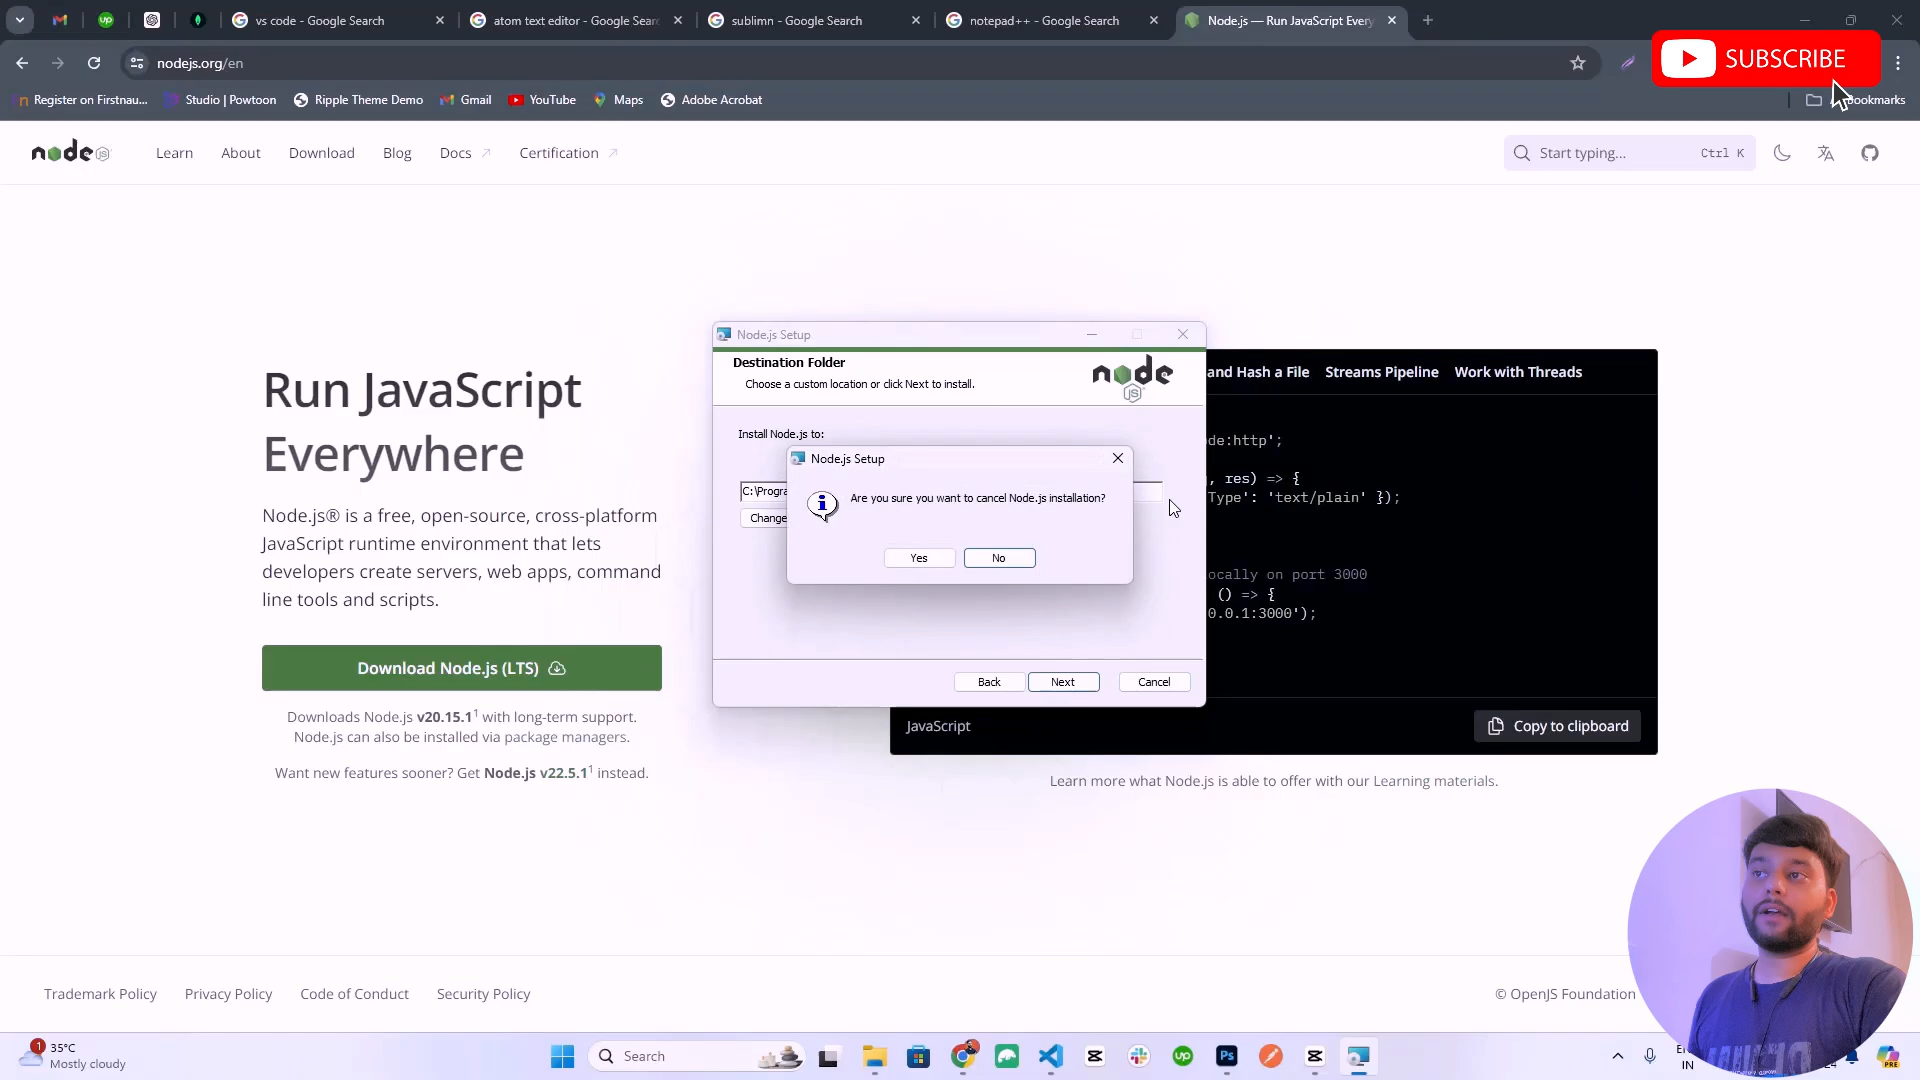 vs code - Google Search
atom text editor - Google Sear
sublimn - Google Search
notepad++ - Google Search
Node.js — Run JavaScript Every
nodejs.org/en
SUBSCRIBE
Register on Firstnau...
Studio | Powtoon
Ripple Theme Demo
Gmail
YouTube
Maps
Adobe Acrobat
Bookmarks
node
JS
Learn
About
Download
Blog
Docs
Certification
Start typing...
Ctrl K
Run JavaScript
Everywhere
Node.js® is a free, open-source, cross-platform
JavaScript runtime environment that lets
developers create servers, web apps, command
line tools and scripts.
Download Node.js (LTS)
Downloads Node.js v20.15.1¹ with long-term support.
Node.js can also be installed via package managers.
Want new features sooner? Get Node.js v22.5.1¹ instead.
Node.js Setup
Destination Folder
Choose a custom location or click Next to install.
node
JS
Install Node.js to:
C:\Progra
Change
Node.js Setup
Are you sure you want to cancel Node.js installation?
Yes
No
Back
Next
Cancel
and Hash a File
Streams Pipeline
Work with Threads
de:http';
, res) => {
Type': 'text/plain' });
ocally on port 3000
() => {
0.0.1:3000');
JavaScript
Copy to clipboard
Learn more what Node.js is able to offer with our Learning materials.
Trademark Policy
Privacy Policy
Code of Conduct
Security Policy
© OpenJS Foundation
1
35°C
Mostly cloudy
Search
up
Ps
IN
PRE